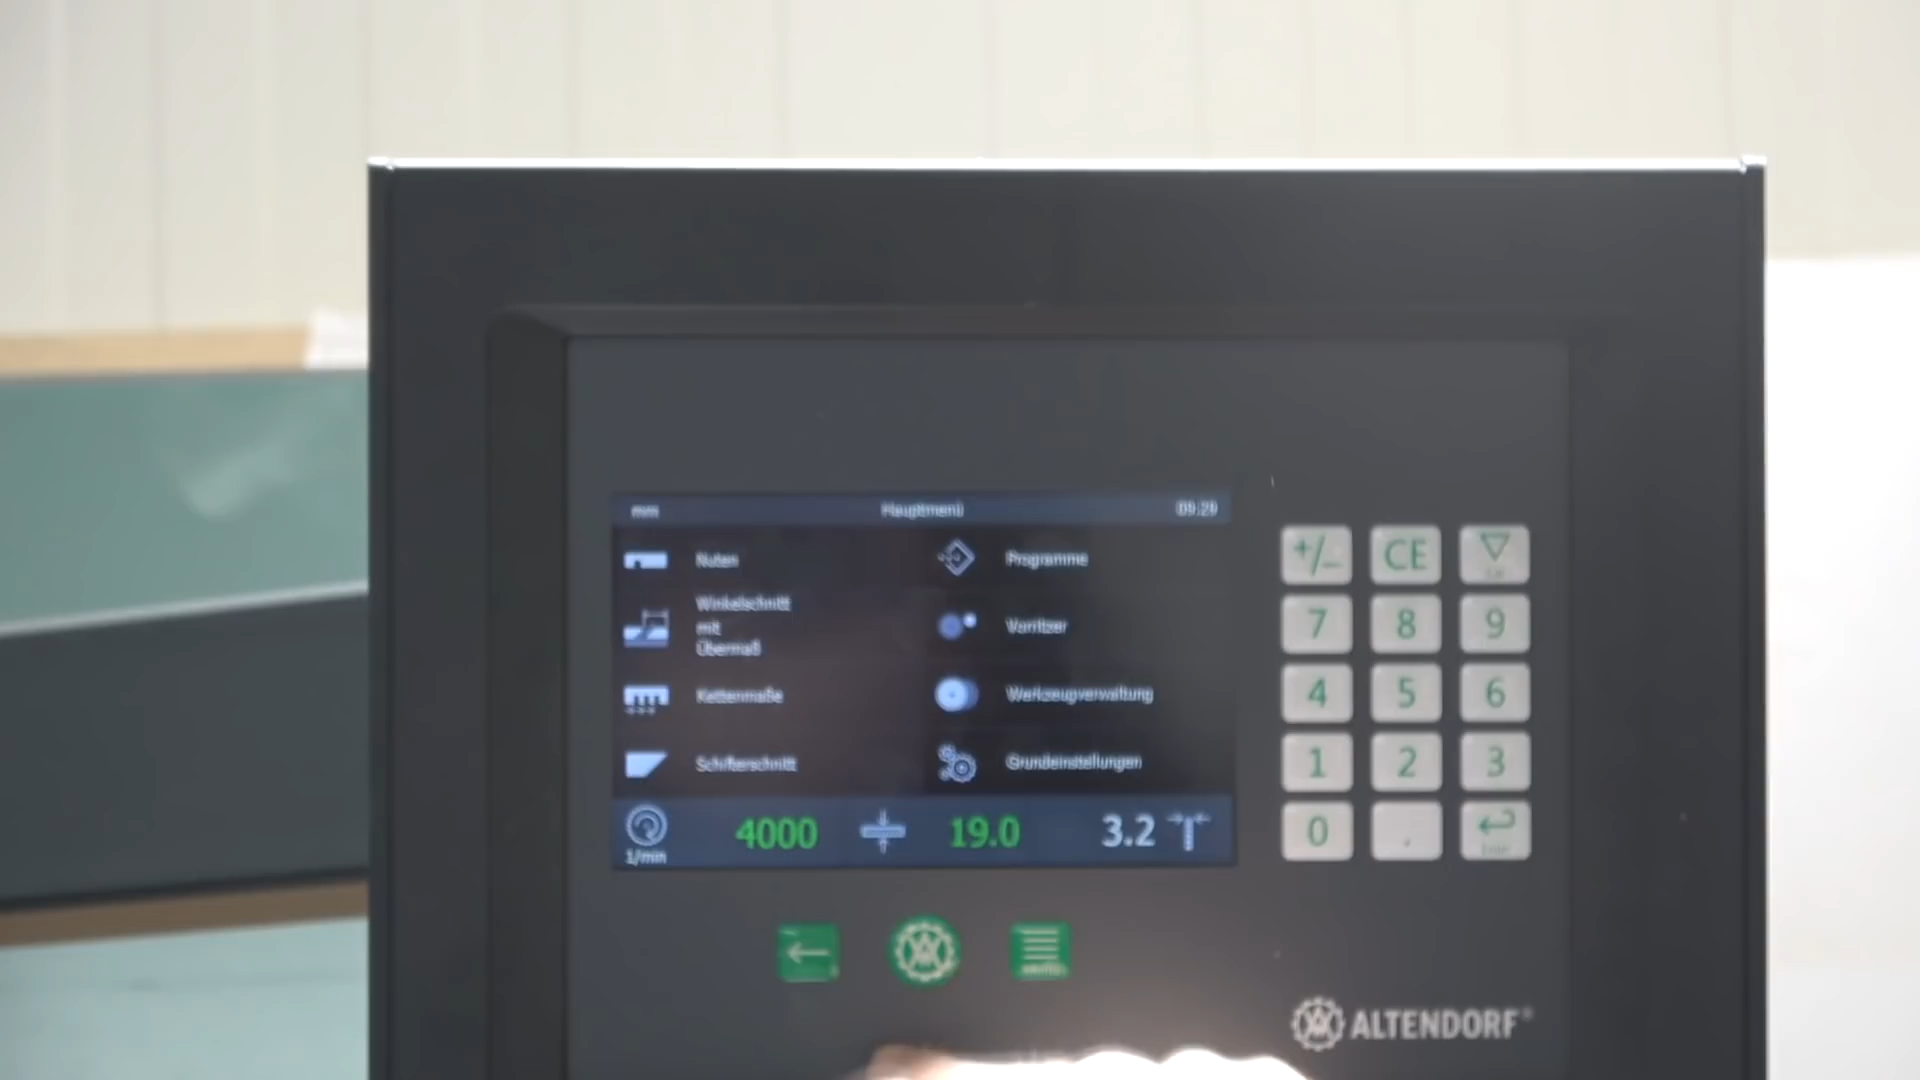 mm Hauptmenü 09:29
Nuten Programme
Winkelschnitt
mit
Übermaß
Vorritzer
Kettenmaße Werkzeugverwaltung
Schifterschnitt Grundeinstellungen
4000 19.0 3.2
1/min
+/- CE
7 8 9
4 5 6
1 2 3
0 .
ALTENDORF®